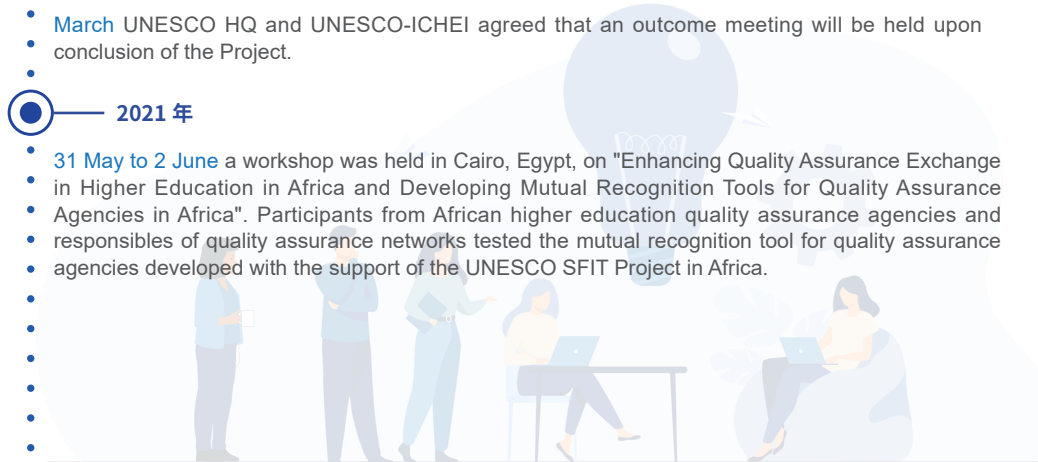 March UNESCO HQ and UNESCO-ICHEI agreed that an outcome meeting will be held upon
conclusion of the Project.
2021 年
31 May to 2 June a workshop was held in Cairo, Egypt, on "Enhancing Quality Assurance Exchange
in Higher Education in Africa and Developing Mutual Recognition Tools for Quality Assurance
Agencies in Africa". Participants from African higher education quality assurance agencies and
responsibles of quality assurance networks tested the mutual recognition tool for quality assurance
agencies developed with the support of the UNESCO SFIT Project in Africa.